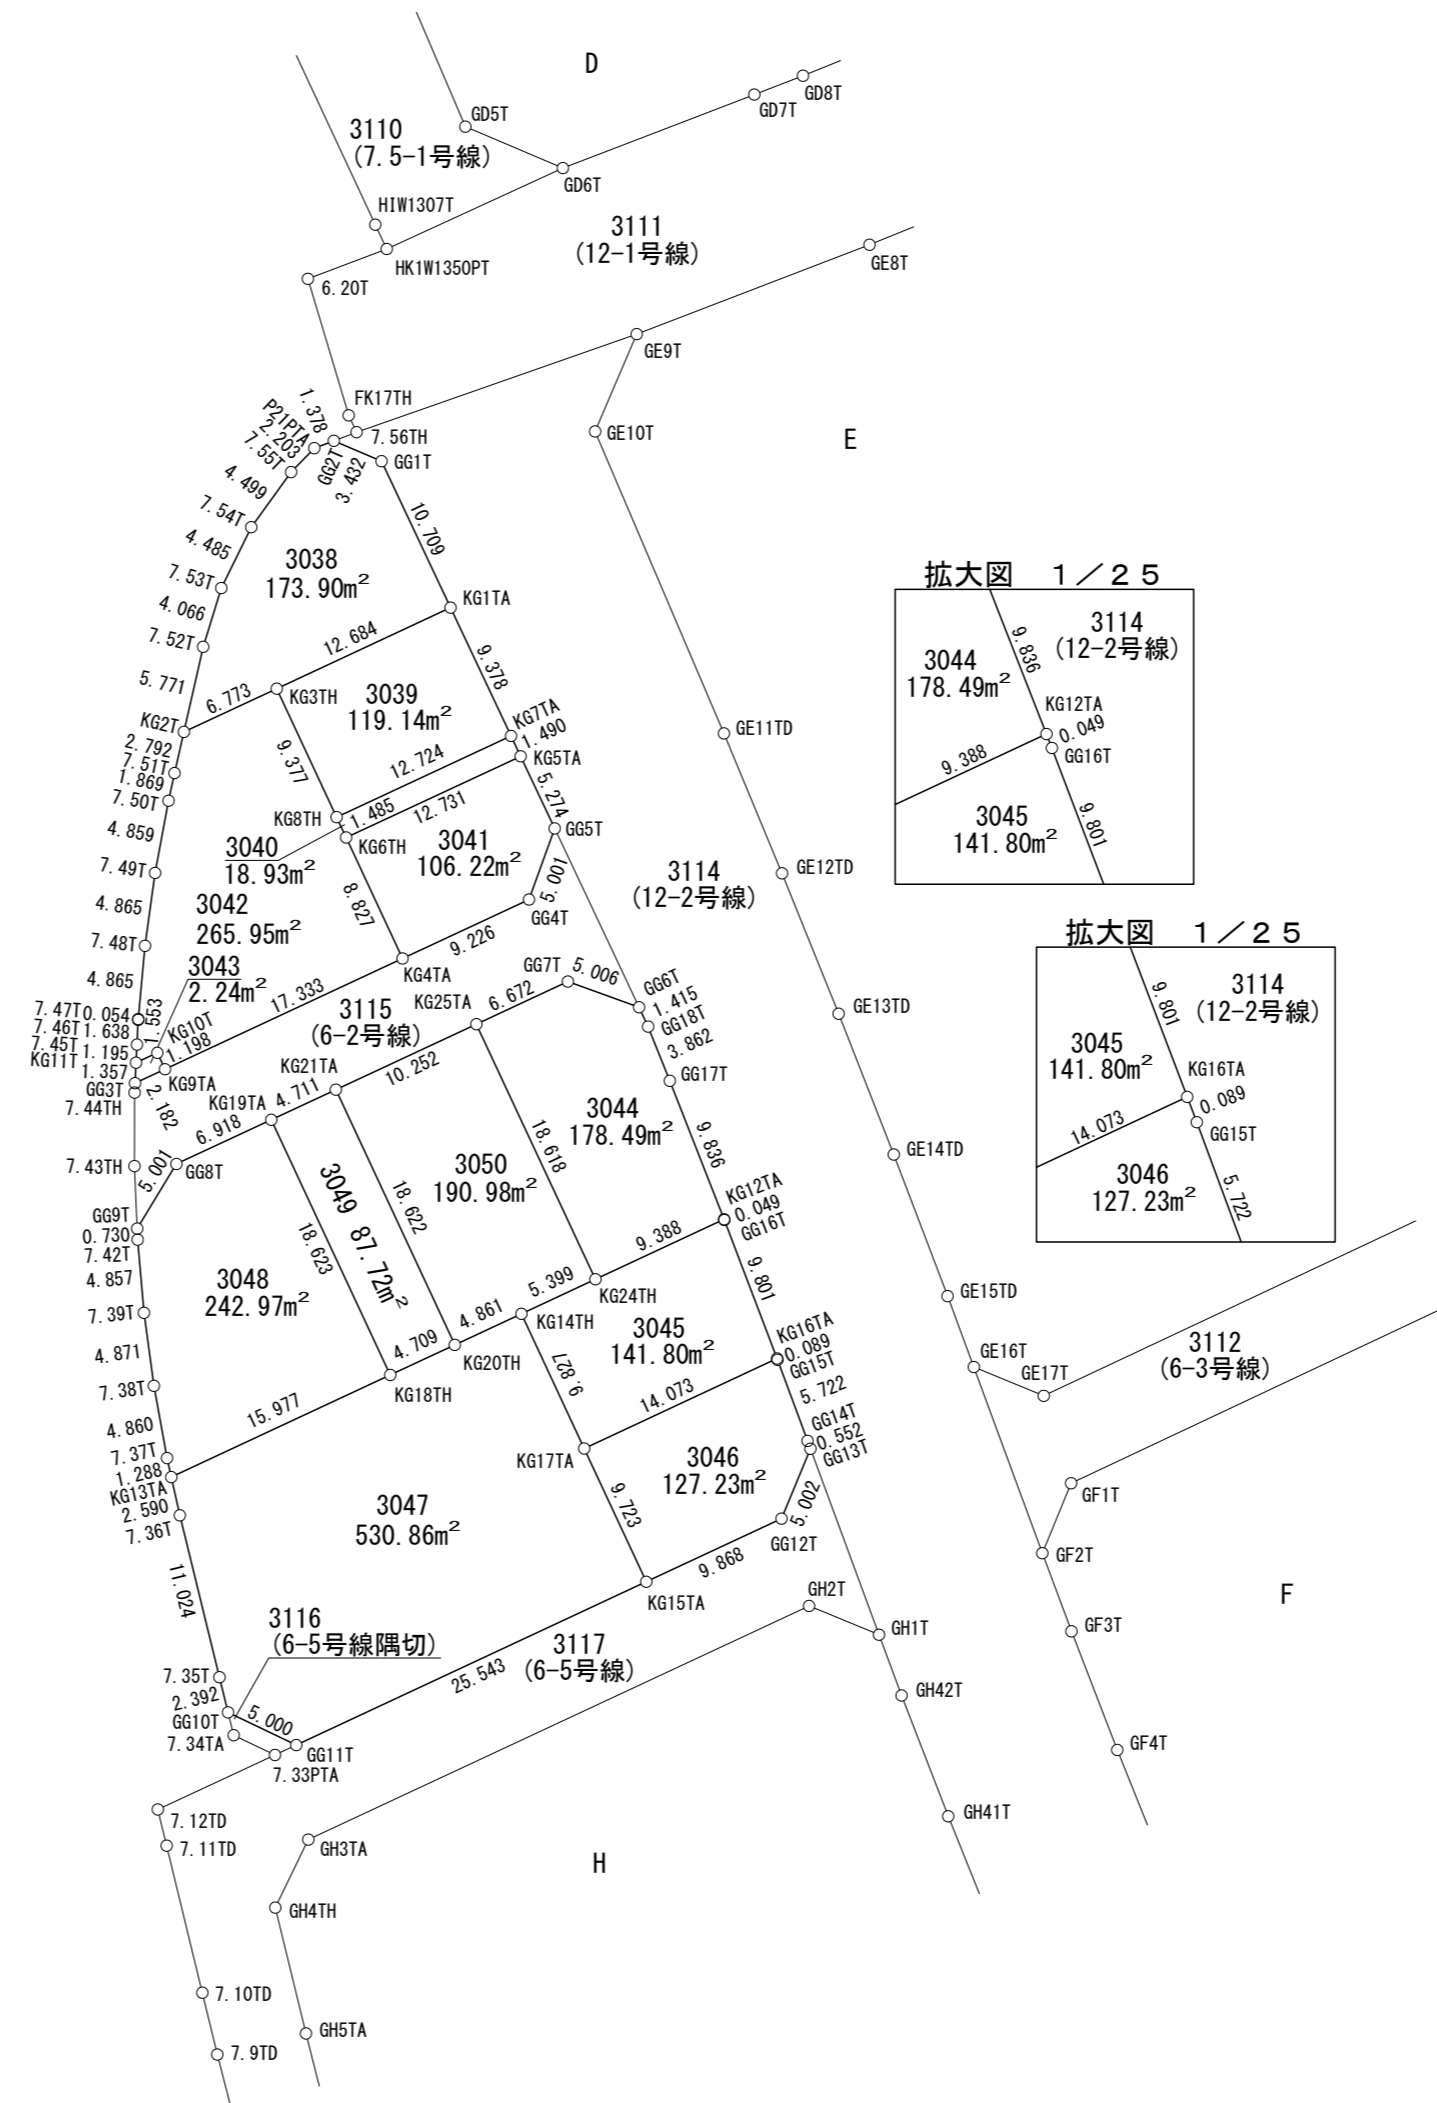 D
GD8T
GD7T
GD5T
3110
(7.5-1号線)
GD6T
HIW1307T
3111
(12-1号線)
HK1W1350PT
GE8T
6.20T
GE9T
FK17TH
1.378
P21PTA
2.203
7.55T
7.56TH
GE10T
E
GG2T
3.432
GG1T
4.499
7.54T
10.709
4.485
3038
173.90m²
7.53T
4.066
KG1TA
7.52T
12.684
9.378
5.771
6.773
KG3TH
3039
119.14m²
KG2T
2.792
7.51T
1.869
7.50T
KG7TA
1.490
KG5TA
9.377
12.724
GE11TD
4.859
KG8TH
1.485
12.731
5.274
3040
18.93m²
KG6TH
3041
106.22m²
GG5T
7.49T
3114
(12-2号線)
GE12TD
4.865
3042
265.95m²
8.827
5.001
GG4T
9.226
7.48T
3043
2.24m²
KG4TA
GG7T
5.006
4.865
17.333
KG25TA
6.672
GG6T
1.415
GG18T
GE13TD
7.47T
0.054
1.553
3115
(6-2号線)
7.46T
1.638
KG10T
3.862
7.45T
1.195
1.198
KG11T
1.357
KG9TA
KG21TA
10.252
GG17T
GG3T
7.44TH
2.182
KG19TA
4.711
3044
178.49m²
6.918
18.618
9.836
GE14TD
7.43TH
5.001
GG8T
3050
190.98m²
3049 87.72m²
18.622
KG12TA
0.049
GG16T
GG9T
0.730
7.42T
18.623
9.388
4.857
3048
242.97m²
5.399
KG24TH
9.801
GE15TD
7.39T
4.861
KG14TH
3045
141.80m²
KG16TA
0.089
GG15T
4.709
KG20TH
GE16T
3112
(6-3号線)
4.871
9.827
GE17T
7.38T
KG18TH
14.073
5.722
15.977
GG14T
0.552
GG13T
4.860
7.37T
KG17TA
3046
127.23m²
1.288
KG13TA
GF1T
2.590
3047
530.86m²
9.723
5.002
7.36T
GG12T
GF2T
11.024
9.868
KG15TA
GH2T
F
3116
(6-5号線隅切)
GH1T
GF3T
3117
(6-5号線)
7.35T
25.543
2.392
GH42T
GG10T
5.000
7.34TA
GG11T
GF4T
7.33PTA
7.12TD
GH41T
7.11TD
GH3TA
H
GH4TH
7.10TD
GH5TA
7.9TD
拡大図 1/25
3114
(12-2号線)
9.836
3044
178.49m²
KG12TA
0.049
GG16T
9.388
3045
141.80m²
9.801
拡大図 1/25
9.801
3114
(12-2号線)
3045
141.80m²
KG16TA
0.089
GG15T
14.073
3046
127.23m²
5.722